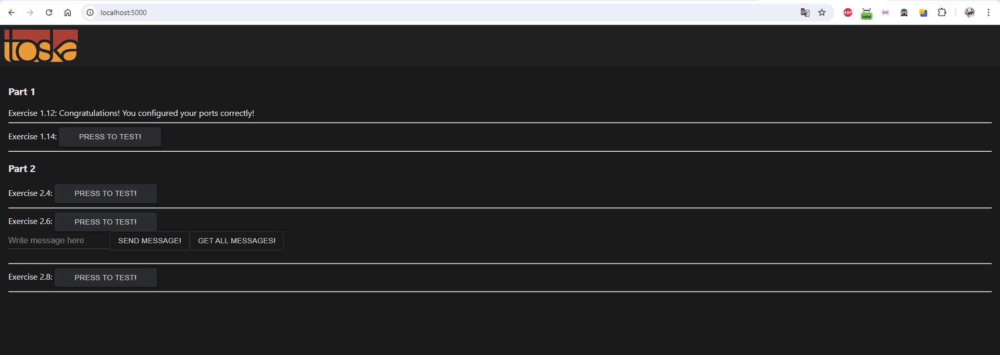 localhost:5000
ABP
new
toska
Part 1
Exercise 1.12: Congratulations! You configured your ports correctly!
Exercise 1.14: PRESS TO TEST!
Part 2
Exercise 2.4: PRESS TO TEST!
Exercise 2.6: PRESS TO TEST!
Write message here SEND MESSAGE! GET ALL MESSAGES!
Exercise 2.8: PRESS TO TEST!